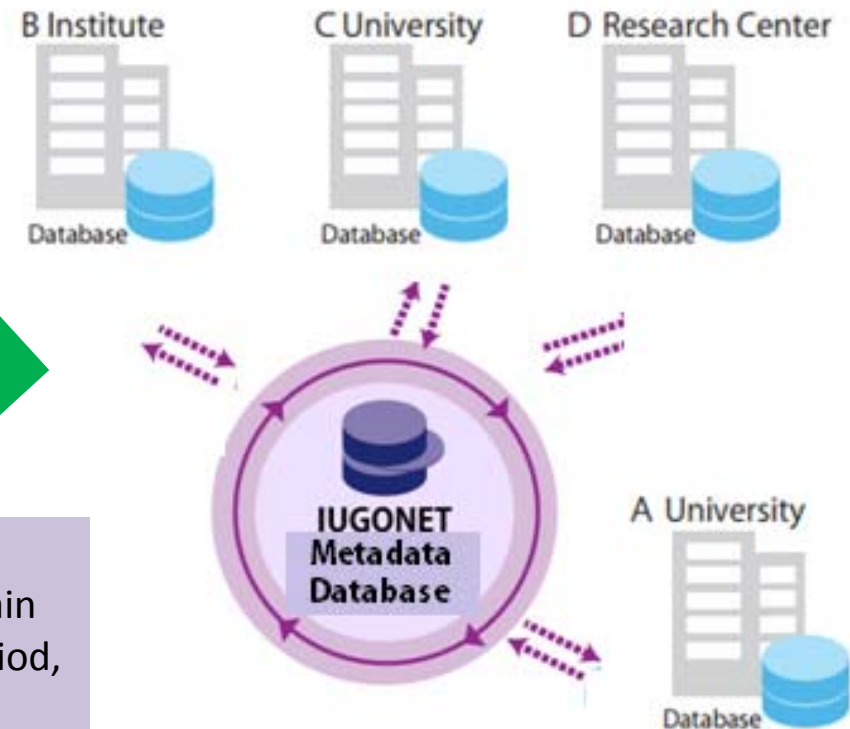 B Institute
C University
D Research Center
Database
Database
Database
IUGONET
Metadata
Database
A University
Database
iod,